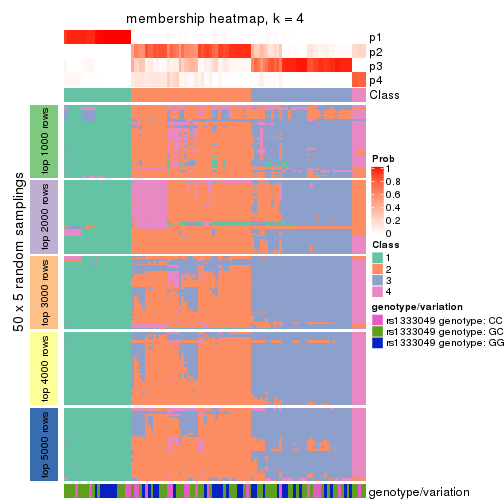 membership heatmap, k = 4
p1
p2
p3
p4
Class
50 x 5 random samplings
top 1000 rows
top 2000 rows
top 3000 rows
top 4000 rows
top 5000 rows
Prob
1
0.8
0.6
0.4
0.2
0
Class
1
2
3
4
genotype/variation
rs1333049 genotype: CC
rs1333049 genotype: GC
rs1333049 genotype: GG
genotype/variation